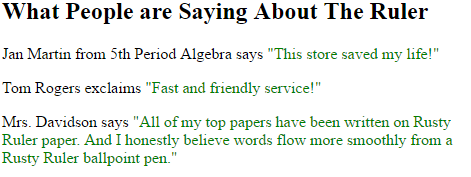 What People are Saying About The Ruler
Jan Martin from 5th Period Algebra says "This store saved my life!"
Tom Rogers exclaims "Fast and friendly service!"
Mrs. Davidson says "All of my top papers have been written on Rusty
Ruler paper. And I honestly believe words flow more smoothly from a
Rusty Ruler ballpoint pen."